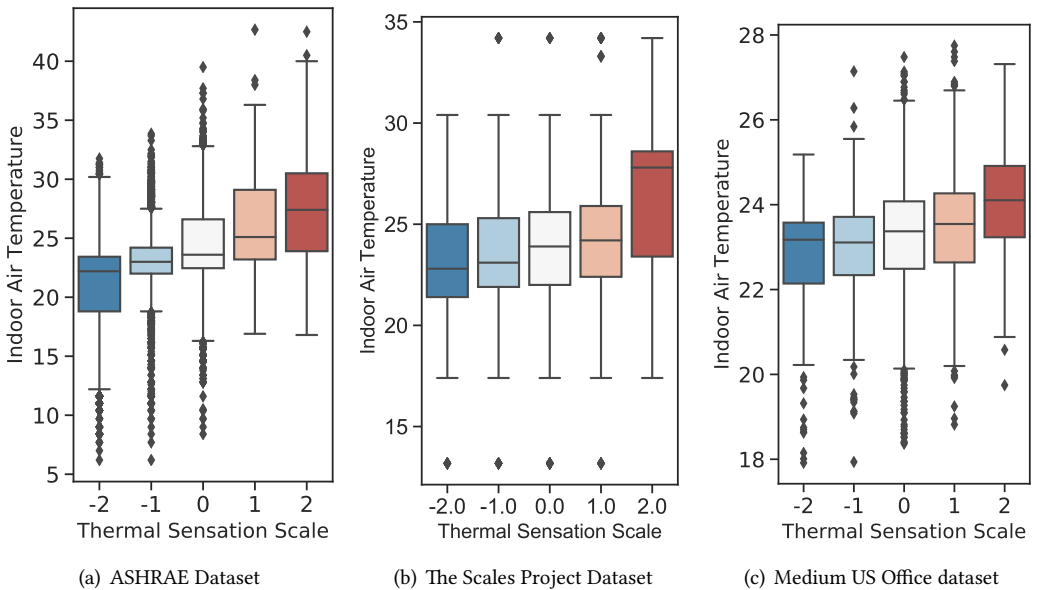 Indoor Air Temperature
40
35
30
25
20
15
10
5
-2 -1 0 1 2
Thermal Sensation Scale
(a) ASHRAE Dataset
Indoor Air Temperature
35
30
25
20
15
-2.0 -1.0 0.0 1.0 2.0
Thermal Sensation Scale
(b) The Scales Project Dataset
Indoor Air Temperature
28
26
24
22
20
18
-2 -1 0 1 2
Thermal Sensation Scale
(c) Medium US Office dataset